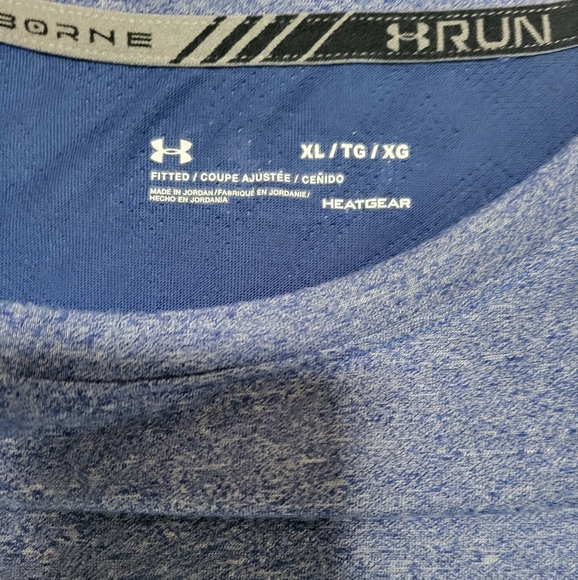 BORNE
RUN
XL / TG / XG
FITTED / COUPE AJUSTÉE / CEÑIDO
MADE IN JORDAN/FABRIQUÉ EN JORDANIE/
HECHO EN JORDANIA
HEATGEAR